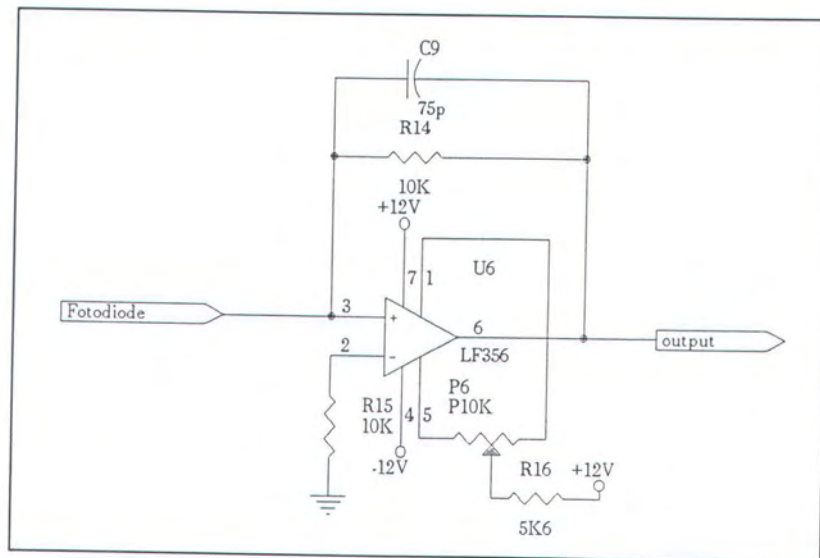 C9
75p
R14
10K
+12V
7 1
U6
Fotodiode
3
+
6
output
2
-
LF356
P6
P10K
R15
10K
4 5
-12V
R16
+12V
5K6